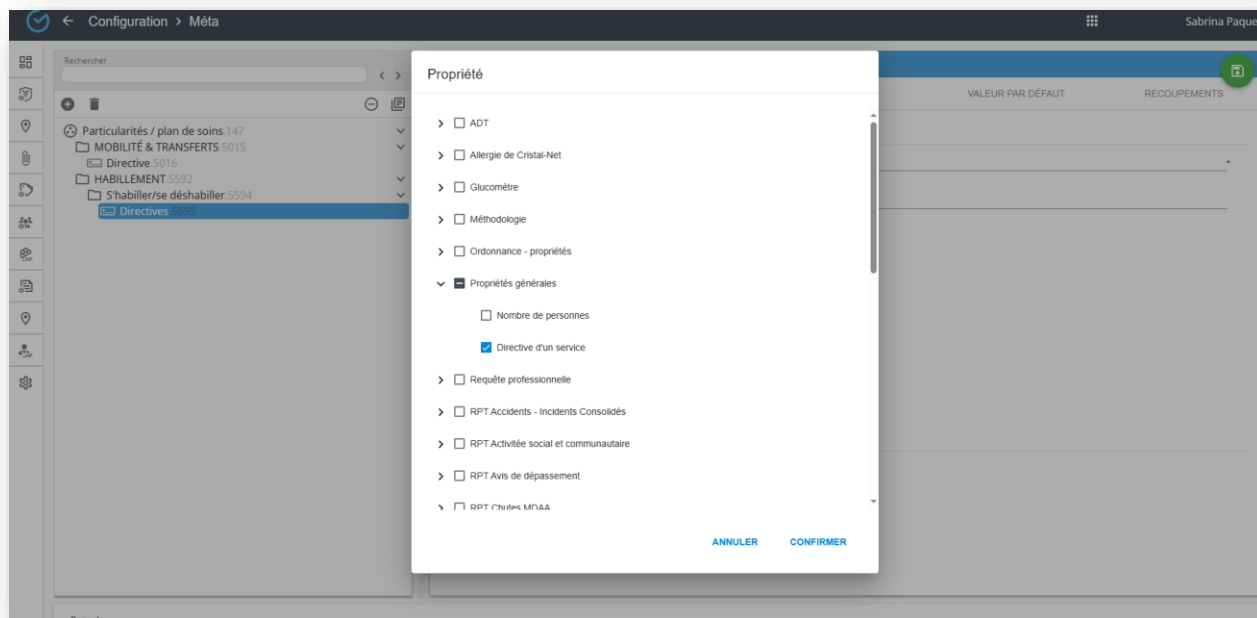 Configuration > Méta
Sabrina Paque
Rechercher
Particularités / plan de soins.147
MOBILITÉ & TRANSFERTS.5015
Directive.5016
HABILLEMENT.5592
S'habiller/se déshabiller.5594
Directives.5595
Propriété
ADT
Allergie de Cristal-Net
Glucomètre
Méthodologie
Ordonnance - propriétés
Propriétés générales
Nombre de personnes
Directive d'un service
Requête professionnelle
RPT Accidents - Incidents Consolidés
RPT Activitée social et communautaire
RPT Avis de dépassement
RPT Chutes MDAA
ANNULER CONFIRMER
VALEUR PAR DÉFAUT RECOUPEMENTS